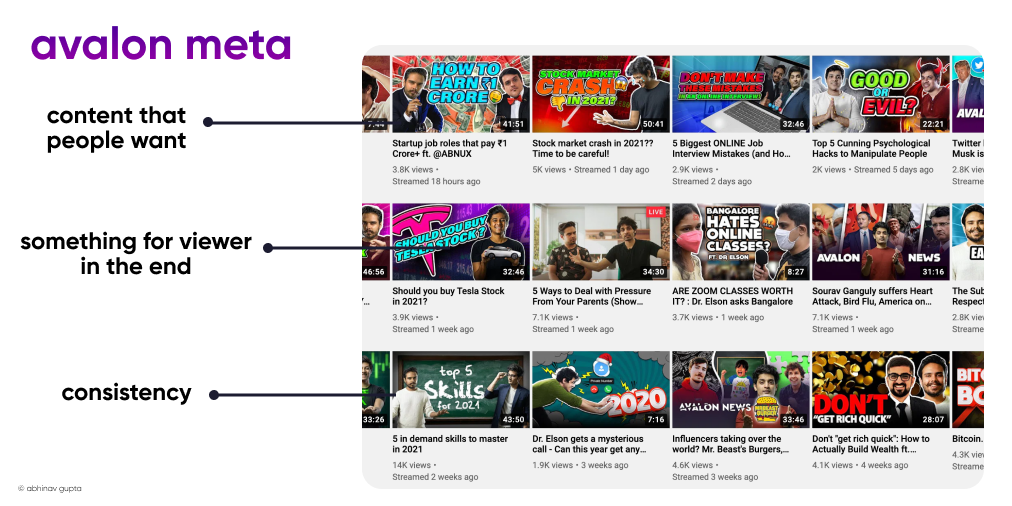 avalon meta
content that
people want
something for viewer
in the end
consistency
© abhinav gupta
HOW TO
EARN ₹1
CRORE
41:51
Startup job roles that pay ₹1
Crore+ ft. @ABNUX
3.8K views •
Streamed 18 hours ago
STOCK MARKET
CRASH
IN 2021?
50:41
Stock market crash in 2021??
Time to be careful!
5K views • Streamed 1 day ago
DON'T MAKE
THESE MISTAKES
IN AN ONLINE INTERVIEW!
32:46
5 Biggest ONLINE Job
Interview Mistakes (and Ho...
2.9K views •
Streamed 2 days ago
GOOD
OR
EVIL?
22:21
Top 5 Cunning Psychological
Hacks to Manipulate People
2K views • Streamed 5 days ago
AVAL
Twitter
Musk is
2.8K vie
Streame
46:56
SHOULD YOU BUY
TESLA STOCK?
32:46
Should you buy Tesla Stock
in 2021?
3.9K views •
Streamed 1 week ago
LIVE
34:30
5 Ways to Deal with Pressure
From Your Parents (Show...
7.1K views •
Streamed 1 week ago
BANGALORE
HATES
ONLINE
CLASSES?
FT. DR ELSON
8:27
ARE ZOOM CLASSES WORTH
IT? : Dr. Elson asks Bangalore
3.7K views • 1 week ago
AVALON NEWS
31:16
Sourav Ganguly suffers Heart
Attack, Bird Flu, America on...
7.1K views •
Streamed 1 week ago
EA
The Sub
Respect
2.8K vie
Streame
33:26
top 5
Skills
for 2021
43:50
5 in demand skills to master
in 2021
14K views •
Streamed 2 weeks ago
Private Number
2020
7:16
Dr. Elson gets a mysterious
call - Can this year get any...
1.9K views • 3 weeks ago
AVALON NEWS
MRBEAST
BURGER
33:46
Influencers taking over the
world? Mr. Beast's Burgers,...
4.6K views •
Streamed 3 weeks ago
DON'T
"GET RICH QUICK"
28:07
Don't "get rich quick": How to
Actually Build Wealth ft....
4.1K views • 4 weeks ago
BIT
Bitcoin.
4.3K vie
Streame